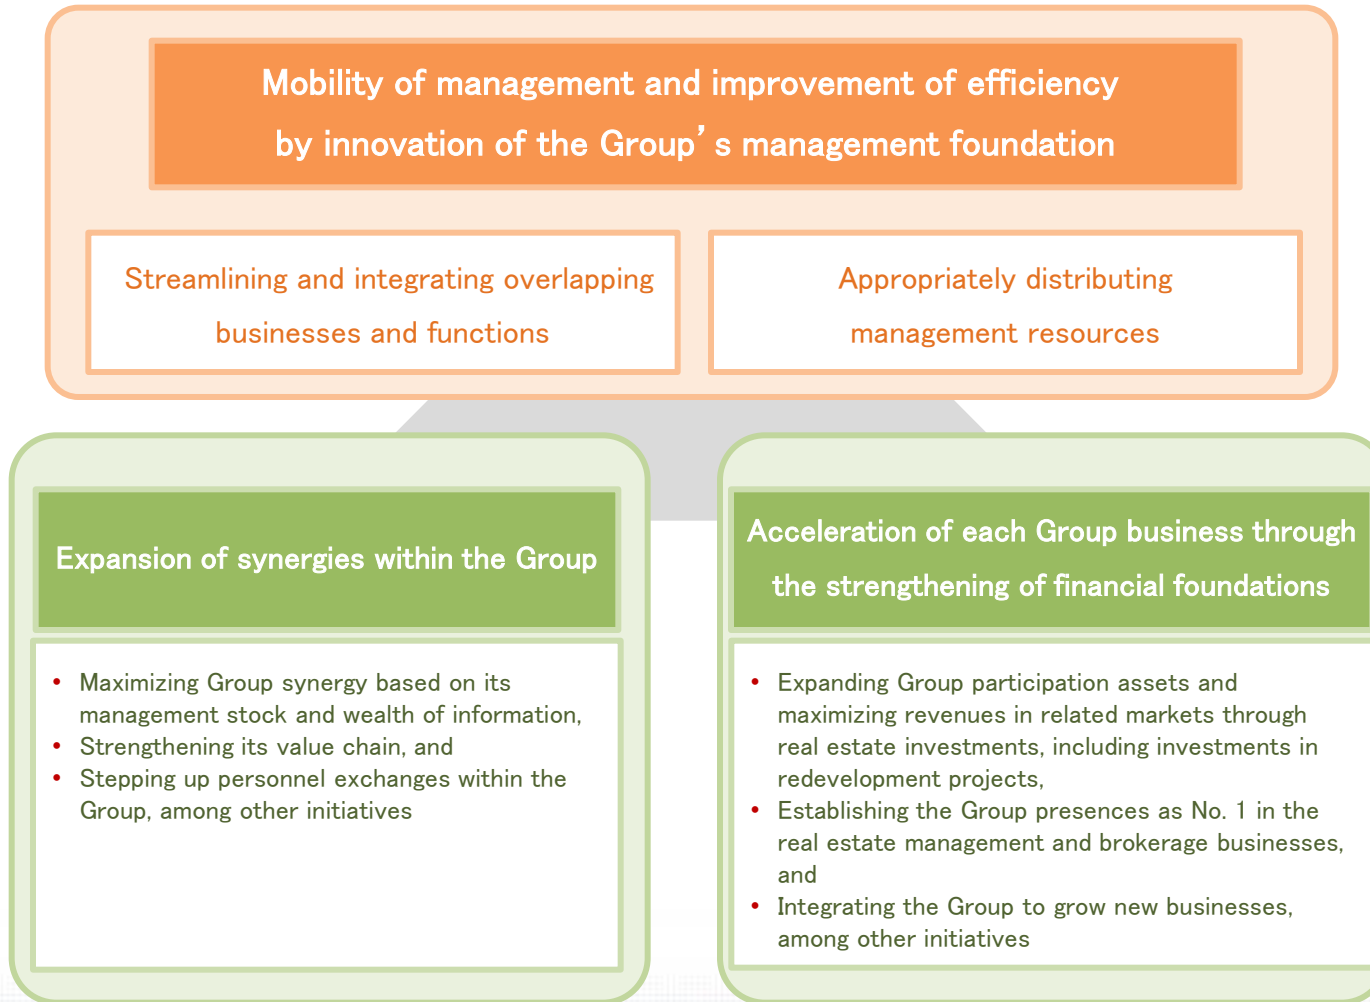 Mobility of management and improvement of efficiency
by innovation of the Group’s management foundation
Streamlining and integrating overlapping
businesses and functions
Appropriately distributing
management resources
Expansion of synergies within the Group
• Maximizing Group synergy based on its
management stock and wealth of information,
• Strengthening its value chain, and
• Stepping up personnel exchanges within the
Group, among other initiatives
Acceleration of each Group business through
the strengthening of financial foundations
• Expanding Group participation assets and
maximizing revenues in related markets through
real estate investments, including investments in
redevelopment projects,
• Establishing the Group presences as No. 1 in the
real estate management and brokerage businesses,
and
• Integrating the Group to grow new businesses,
among other initiatives